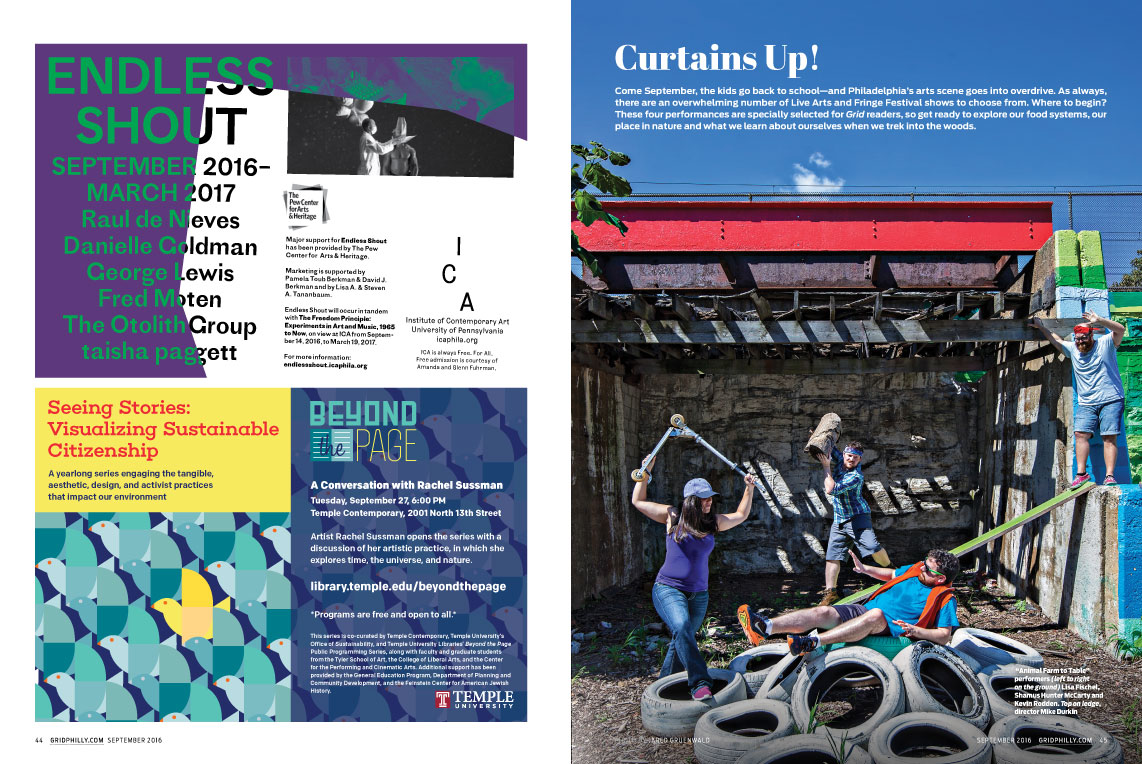 ENDLESS
SHOUT
SEPTEMBER 2016–
MARCH 2017
Raul de Nieves
Danielle Goldman
George Lewis
Fred Moten
The Otolith Group
taisha paggett
The
Pew Center
for Arts
& Heritage
Major support for Endless Shout
has been provided by The Pew
Center for Arts & Heritage.
Marketing is supported by
Pamela Toub Berkman & David J.
Berkman and by Lisa A. & Steven
A. Tananbaum.
Endless Shout will occur in tandem
with The Freedom Principle:
Experiments in Art and Music, 1965
to Now, on view at ICA from Septem-
ber 14, 2016, to March 19, 2017.
For more information:
endlessshout.icaphila.org
I
C
A
Institute of Contemporary Art
University of Pennsylvania
icaphila.org
ICA is always Free. For All.
Free admission is courtesy of
Amanda and Glenn Fuhrman.
Seeing Stories:
Visualizing Sustainable
Citizenship
A yearlong series engaging the tangible,
aesthetic, design, and activist practices
that impact our environment
BEYOND
the PAGE
A Conversation with Rachel Sussman
Tuesday, September 27, 6:00 PM
Temple Contemporary, 2001 North 13th Street
Artist Rachel Sussman opens the series with a
discussion of her artistic practice, in which she
explores time, the universe, and nature.
library.temple.edu/beyondthepage
*Programs are free and open to all.*
This series is co-curated by Temple Contemporary, Temple University's
Office of Sustainability, and Temple University Libraries' Beyond the Page
Public Programming Series, along with faculty and graduate students
from the Tyler School of Art, the College of Liberal Arts, and the Center
for the Performing and Cinematic Arts. Additional support has been
provided by the General Education Program, Department of Planning and
Community Development, and the Feinstein Center for American Jewish
History.
T TEMPLE
UNIVERSITY
44 GRIDPHILLY.COM SEPTEMBER 2016
Curtains Up!
Come September, the kids go back to school—and Philadelphia's arts scene goes into overdrive. As always,
there are an overwhelming number of Live Arts and Fringe Festival shows to choose from. Where to begin?
These four performances are specially selected for Grid readers, so get ready to explore our food systems, our
place in nature and what we learn about ourselves when we trek into the woods.
"Animal Farm to Table"
performers (left to right
on the ground) Lisa Fischel,
Shamus Hunter McCarty and
Kevin Rodden. Top on ledge,
director Mike Durkin
JARED GRUENWALD
SEPTEMBER 2016 GRIDPHILLY.COM 45